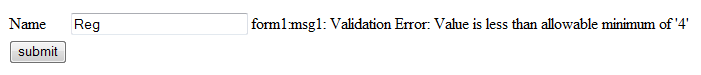 Name Reg form1:msg1: Validation Error: Value is less than allowable minimum of '4'
submit